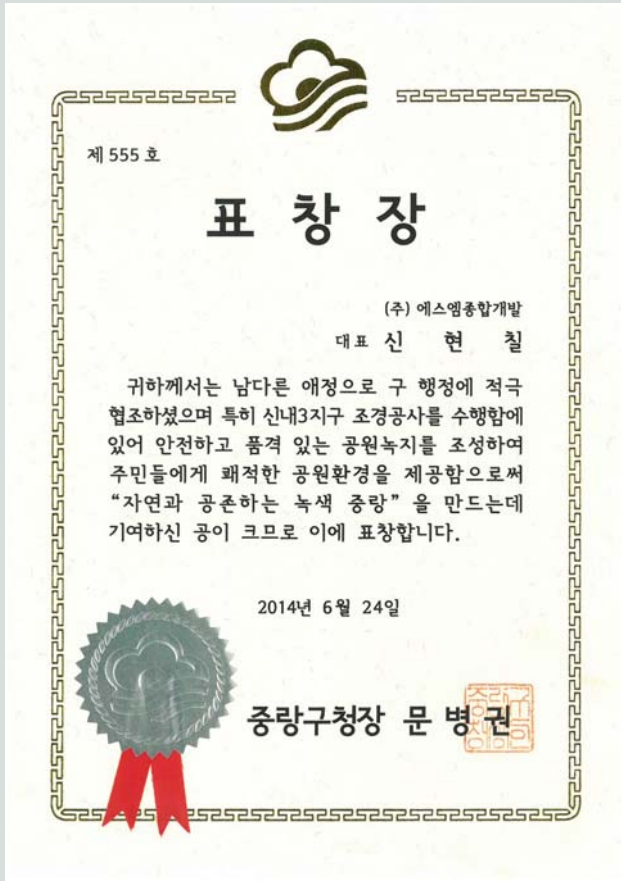 제 555 호
표 창 장
(주) 에스엠종합개발
대표 신 현 칠
귀하께서는 남다른 애정으로 구 행정에 적극
협조하셨으며 특히 신내3지구 조경공사를 수행함에
있어 안전하고 품격 있는 공원녹지를 조성하여
주민들에게 쾌적한 공원환경을 제공함으로써
“자연과 공존하는 녹색 중랑” 을 만드는데
기여하신 공이 크므로 이에 표창합니다.
2014년 6월 24일
중랑구청장 문 병 권